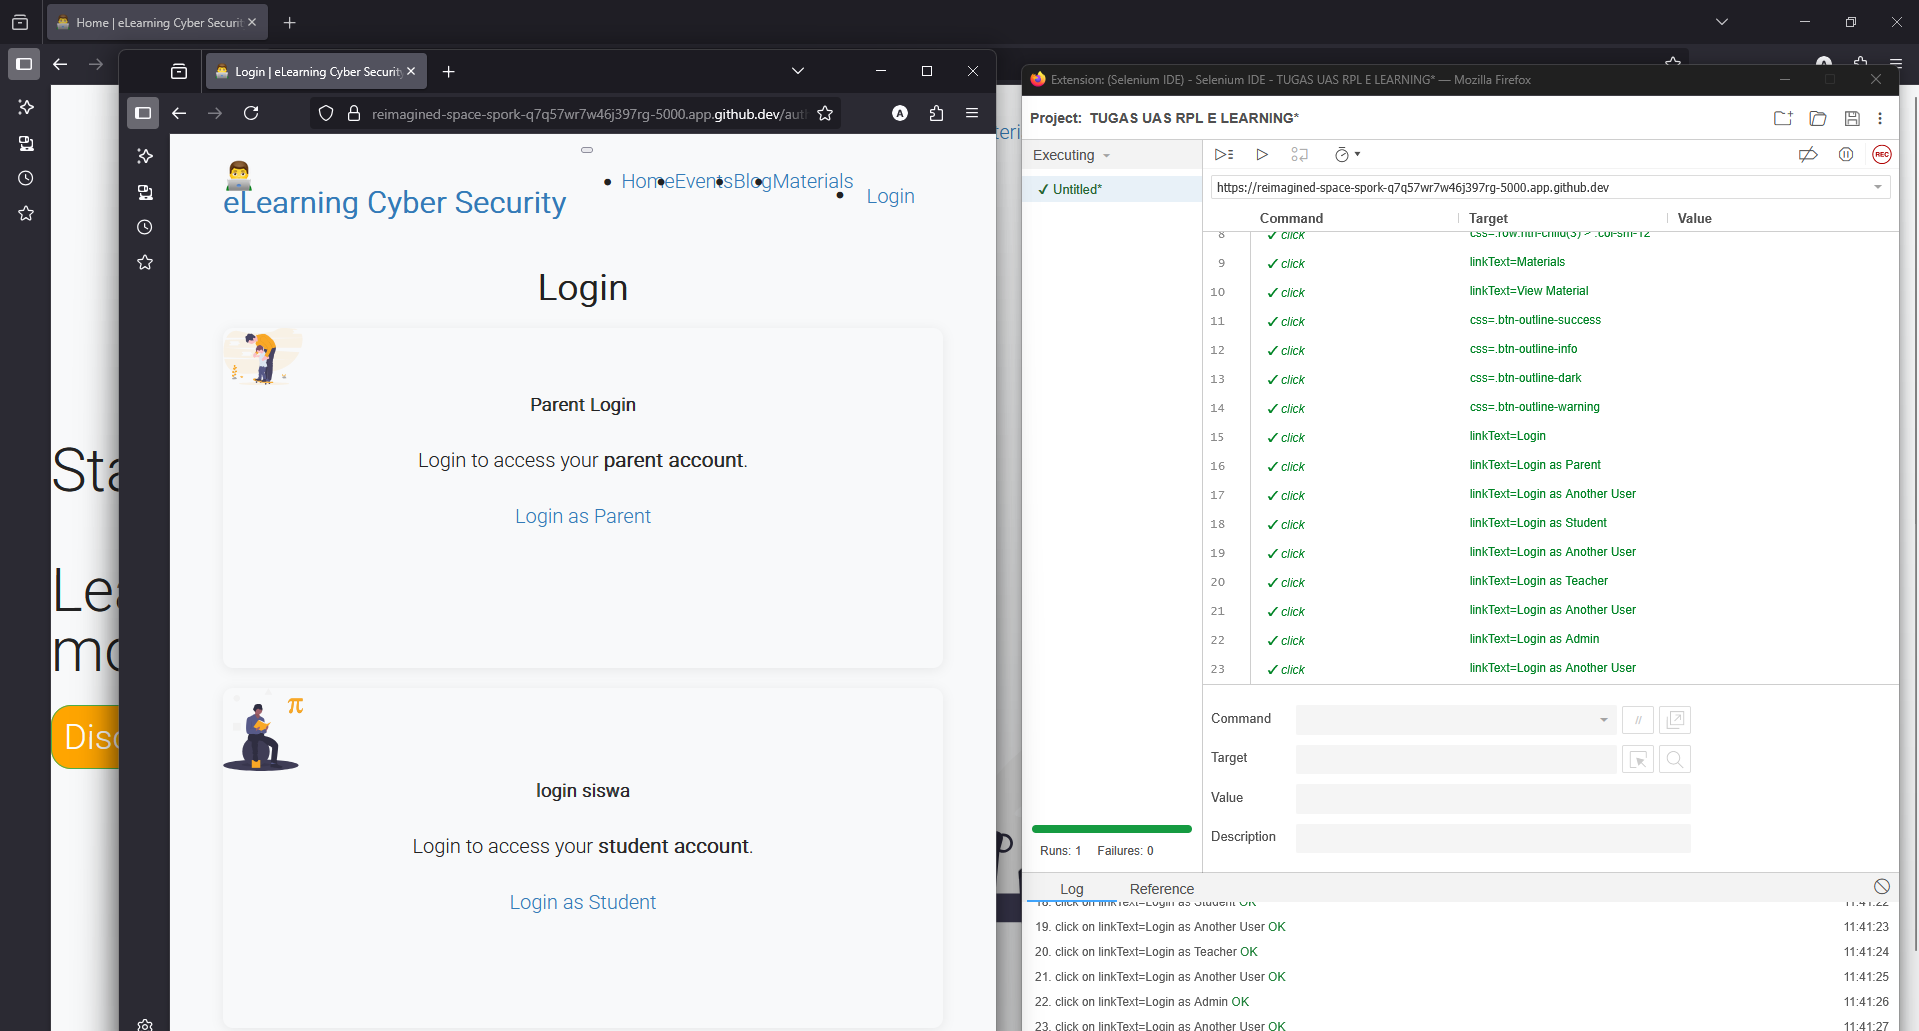 Home | eLearning Cyber Securit
Login | eLearning Cyber Security
reimagined-space-spork-q7q57wr7w46j397rg-5000.app.github.dev/aut
eLearning Cyber Security
Home
Events
Blog
Materials
Login
Login
Parent Login
Login to access your parent account.
Login as Parent
login siswa
Login to access your student account.
Login as Student
Disc
Extension: (Selenium IDE) - Selenium IDE - TUGAS UAS RPL E LEARNING* — Mozilla Firefox
Project: TUGAS UAS RPL E LEARNING*
Executing
REC
✓ Untitled*
https://reimagined-space-spork-q7q57wr7w46j397rg-5000.app.github.dev
Command Target Value
8 ✓ click css=.row:nth-child(3) > .col-sm-12
9 ✓ click linkText=Materials
10 ✓ click linkText=View Material
11 ✓ click css=.btn-outline-success
12 ✓ click css=.btn-outline-info
13 ✓ click css=.btn-outline-dark
14 ✓ click css=.btn-outline-warning
15 ✓ click linkText=Login
16 ✓ click linkText=Login as Parent
17 ✓ click linkText=Login as Another User
18 ✓ click linkText=Login as Student
19 ✓ click linkText=Login as Another User
20 ✓ click linkText=Login as Teacher
21 ✓ click linkText=Login as Another User
22 ✓ click linkText=Login as Admin
23 ✓ click linkText=Login as Another User
Command
//
Target
Value
Description
Runs: 1 Failures: 0
Log Reference
18. click on linkText=Login as Student OK 11:41:22
19. click on linkText=Login as Another User OK 11:41:23
20. click on linkText=Login as Teacher OK 11:41:24
21. click on linkText=Login as Another User OK 11:41:25
22. click on linkText=Login as Admin OK 11:41:26
23. click on linkText=Login as Another User OK 11:41:27